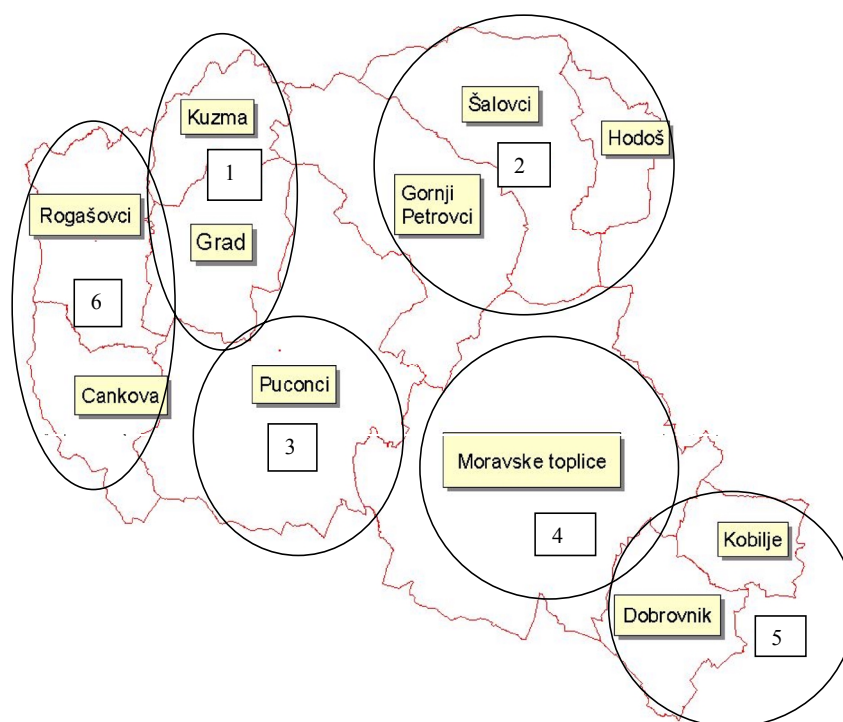 Kuzma
1
Grad
Šalovci
Hodoš
2
Gornji
Petrovci
Rogašovci
6
Cankova
Puconci
3
Moravske toplice
4
Kobilje
Dobrovnik
5